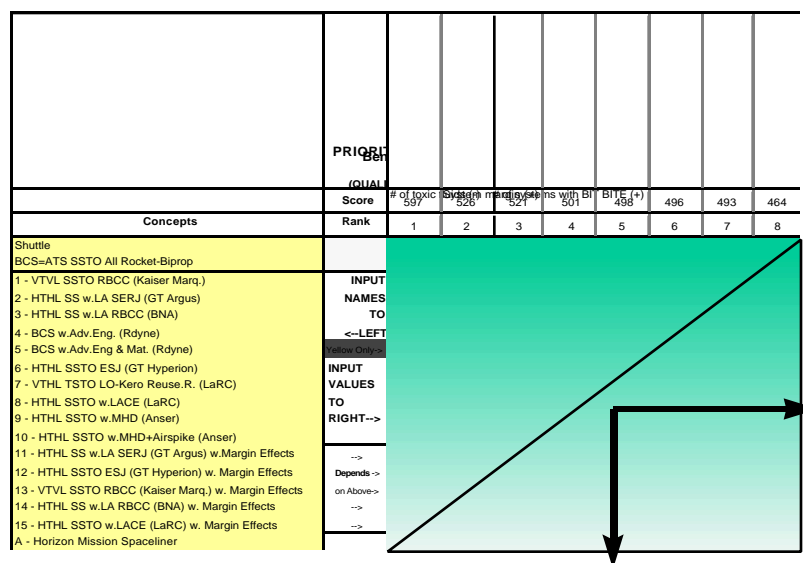 PRIORIT
Ben
(QUALI
# of toxic fluids (-) System margin (+) # of systems with BIT BITE (+)
Score 597 526 521 501 498 496 493 464
Concepts Rank 1 2 3 4 5 6 7 8
Shuttle
BCS=ATS SSTO All Rocket-Biprop
1 - VTVL SSTO RBCC (Kaiser Marq.) INPUT
2 - HTHL SS w.LA SERJ (GT Argus) NAMES
3 - HTHL SS w.LA RBCC (BNA) TO
4 - BCS w.Adv.Eng. (Rdyne) <--LEFT
5 - BCS w.Adv.Eng & Mat. (Rdyne) Yellow Only->
6 - HTHL SSTO ESJ (GT Hyperion) INPUT
7 - VTHL TSTO LO-Kero Reuse.R. (LaRC) VALUES
8 - HTHL SSTO w.LACE (LaRC) TO
9 - HTHL SSTO w.MHD (Anser) RIGHT-->
10 - HTHL SSTO w.MHD+Airspike (Anser)
11 - HTHL SS w.LA SERJ (GT Argus) w.Margin Effects -->
12 - HTHL SSTO ESJ (GT Hyperion) w. Margin Effects Depends ->
13 - VTVL SSTO RBCC (Kaiser Marq.) w. Margin Effects on Above->
14 - HTHL SS w.LA RBCC (BNA) w. Margin Effects -->
15 - HTHL SSTO w.LACE (LaRC) w. Margin Effects -->
A - Horizon Mission Spaceliner